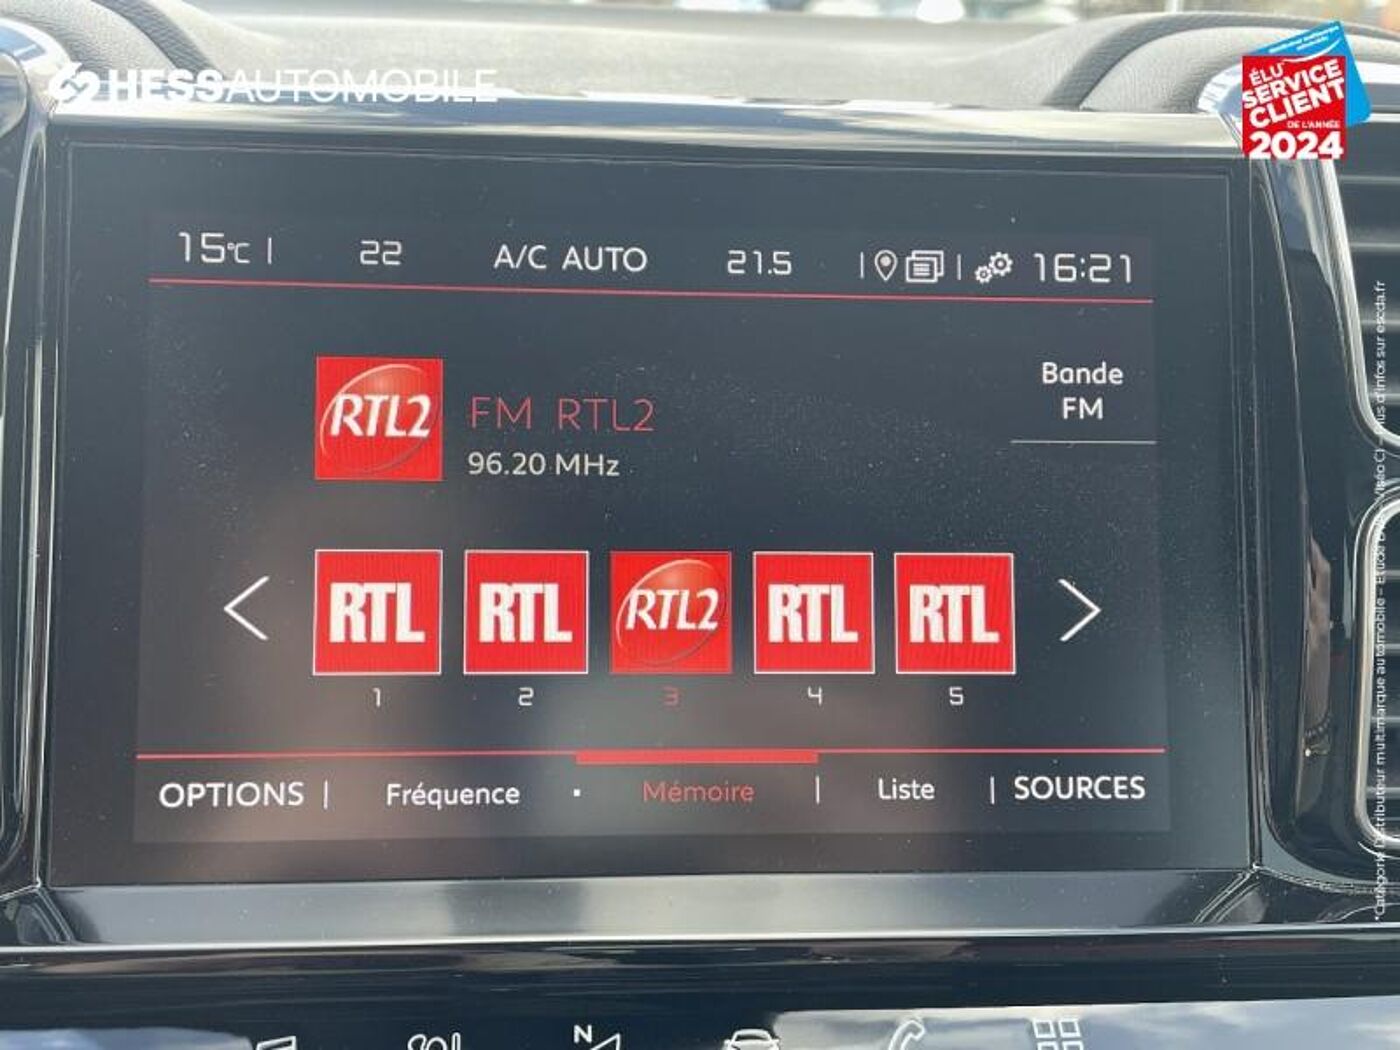 HESSAUTOMOBILE
ÉLU
SERVICE
CLIENT
DE L'ANNÉE
2024
15°C | 22 A/C AUTO 21.5 | | 16:21
RTL2
FM RTL2
96.20 MHz
Bande
FM
RTL RTL RTL2 RTL RTL
1 2 3 4 5
OPTIONS | Fréquence · Mémoire | Liste | SOURCES
N